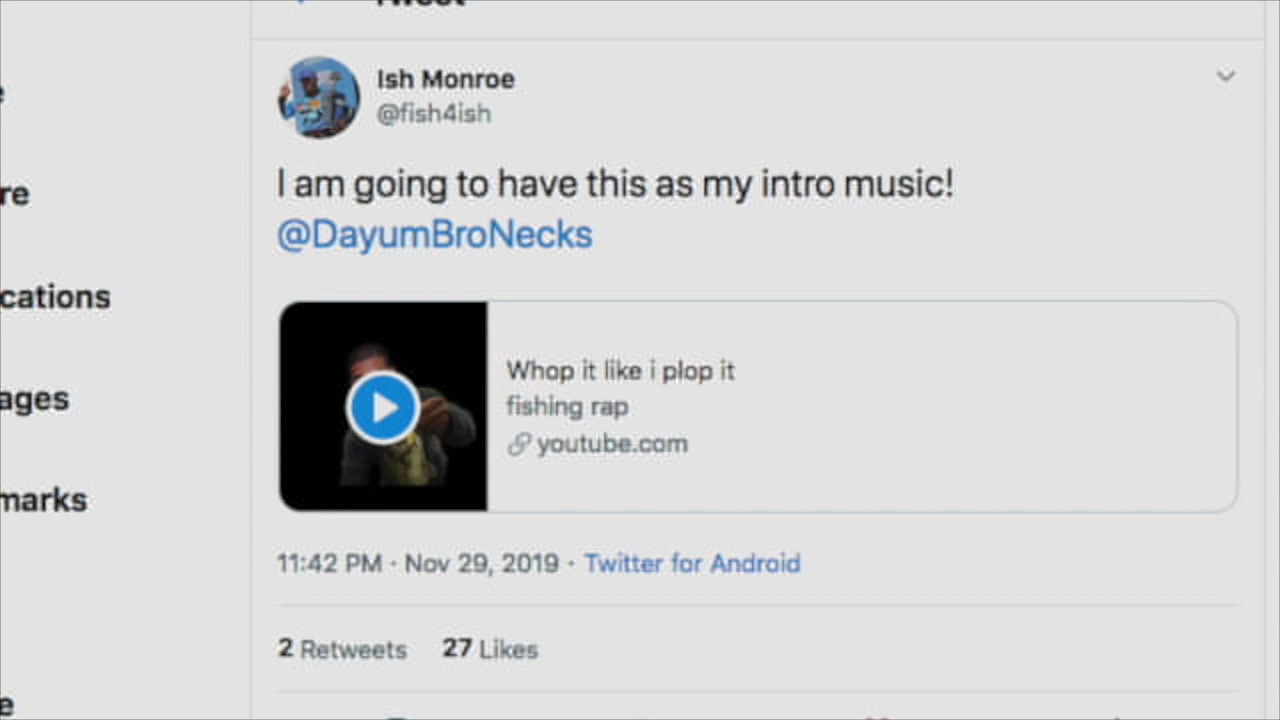 Tweet
Ish Monroe
@fish4ish
I am going to have this as my intro music!
@DayumBroNecks
Whop it like i plop it
fishing rap
youtube.com
11:42 PM · Nov 29, 2019 · Twitter for Android
2 Retweets 27 Likes
e
re
cations
ages
marks
e